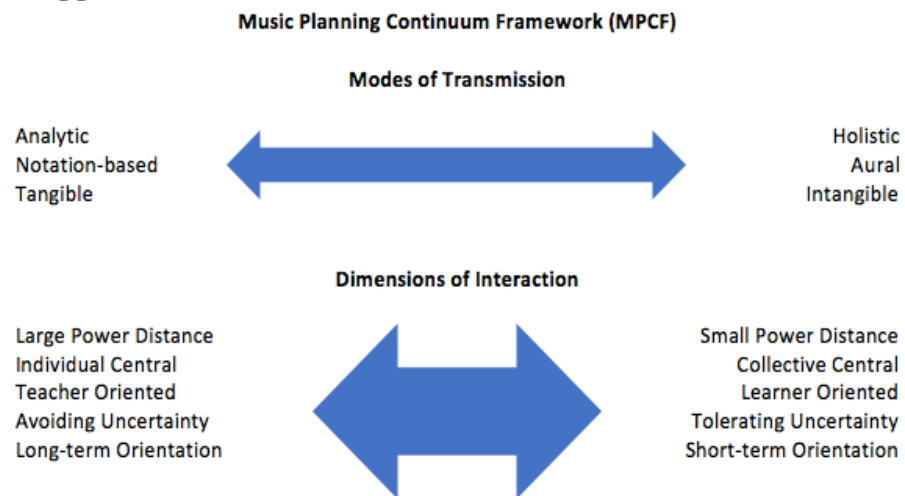 Music Planning Continuum Framework (MPCF)
Modes of Transmission
Analytic
Notation-based
Tangible
Holistic
Aural
Intangible
Dimensions of Interaction
Large Power Distance
Individual Central
Teacher Oriented
Avoiding Uncertainty
Long-term Orientation
Small Power Distance
Collective Central
Learner Oriented
Tolerating Uncertainty
Short-term Orientation